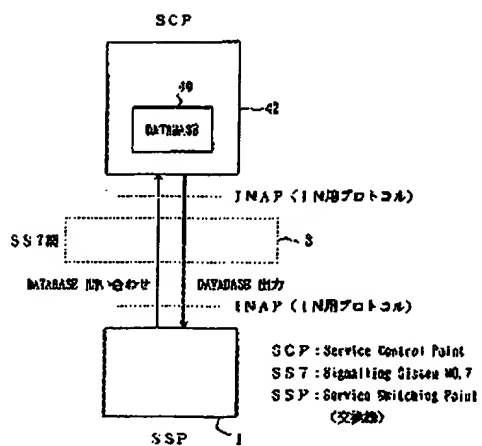 SCP
40
DATABASE
42
INAP (IN用プロトコル)
SS7網
3
DATABASE 問い合わせ
DATABASE 出力
INAP (IN用プロトコル)
SCP : Service Control Point
SS7 : Signalling System NO.7
SSP : Service Switching Point
(交換機)
SSP
1